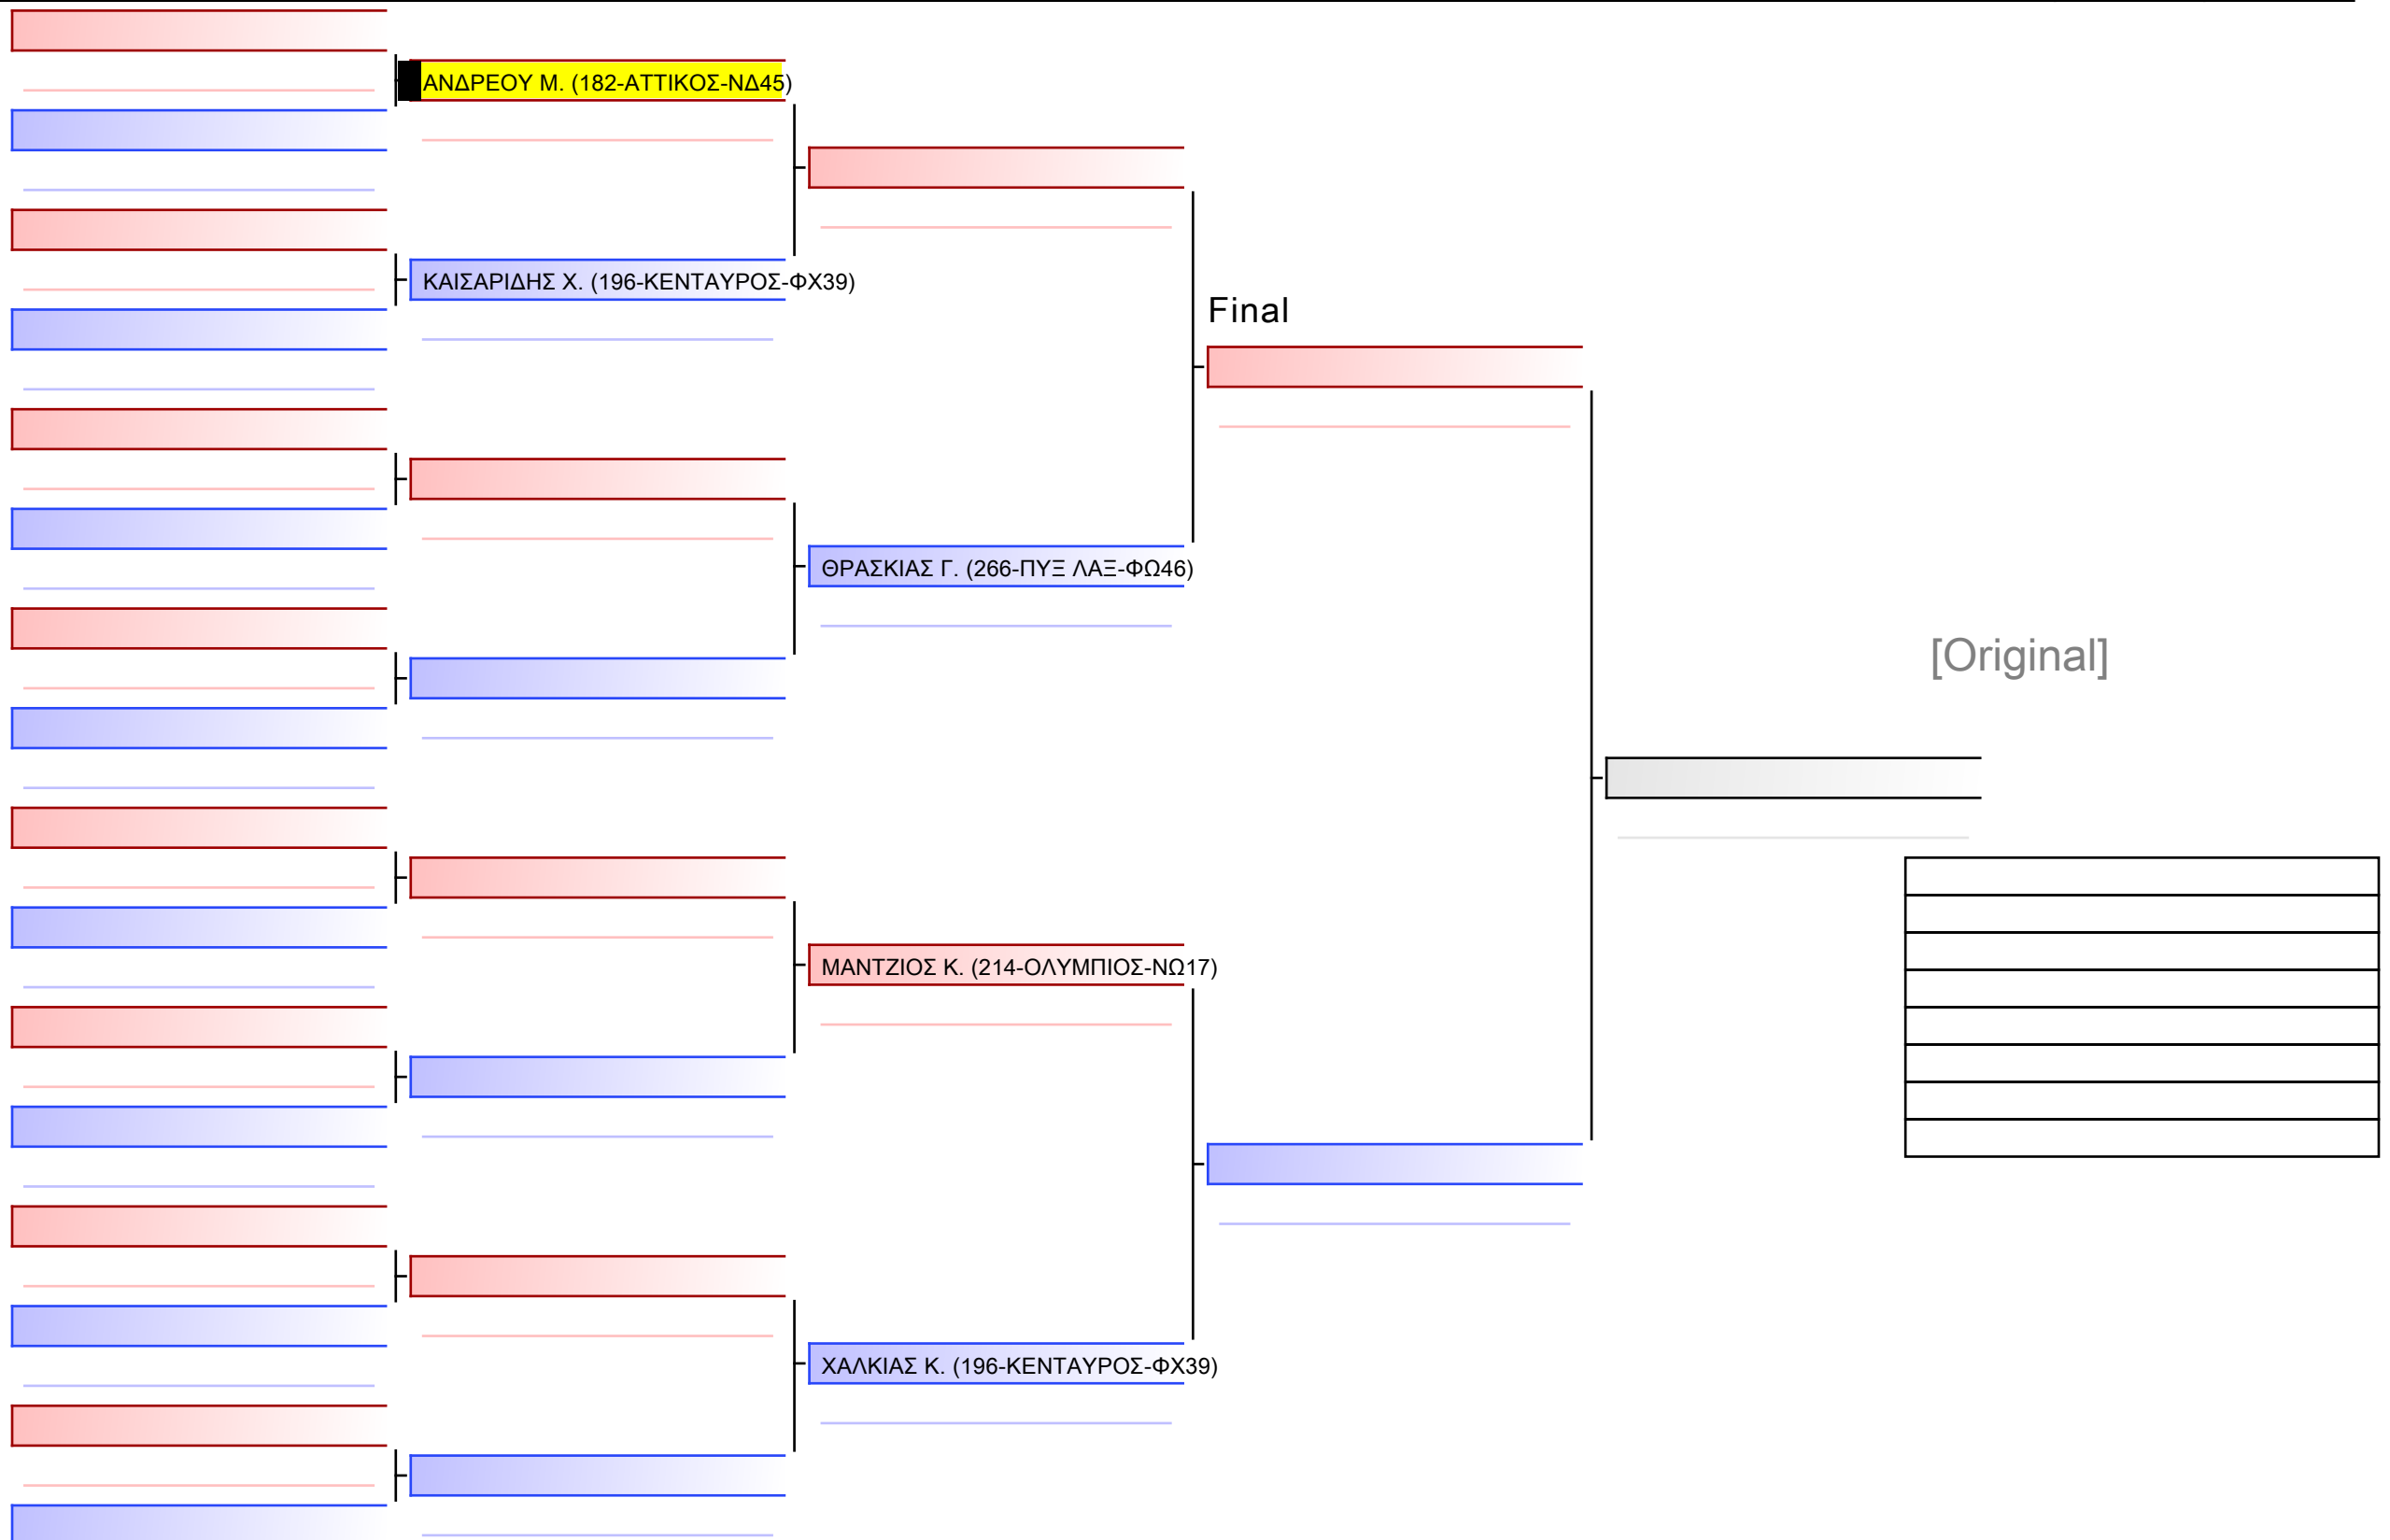 ΑΝΔΡΕΟΥ Μ. (182-ΑΤΤΙΚΟΣ-ΝΔ45)
ΚΑΙΣΑΡΙΔΗΣ Χ. (196-ΚΕΝΤΑΥΡΟΣ-ΦΧ39)
Final
ΘΡΑΣΚΙΑΣ Γ. (266-ΠΥΞ ΛΑΞ-ΦΩ46)
[Original]
ΜΑΝΤΖΙΟΣ Κ. (214-ΟΛΥΜΠΙΟΣ-ΝΩ17)
ΧΑΛΚΙΑΣ Κ. (196-ΚΕΝΤΑΥΡΟΣ-ΦΧ39)